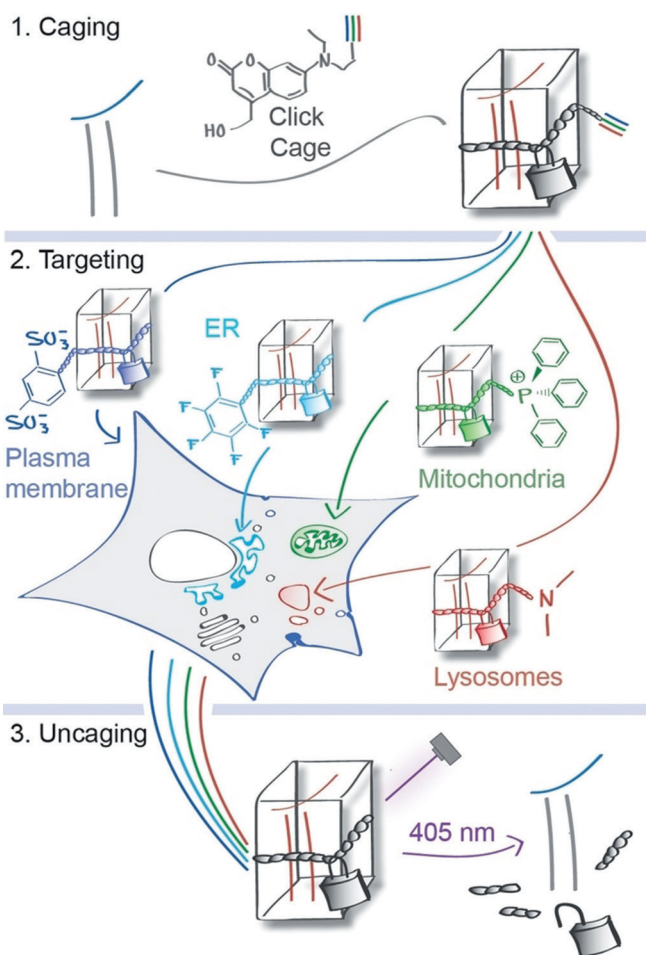 1. Caging
O
O
N
HO
Click
Cage
2. Targeting
SO₃⁻
SO₃⁻
Plasma
membrane
ER
F
F
F
F
F
⊕
P
Mitochondria
N
Lysosomes
3. Uncaging
405 nm